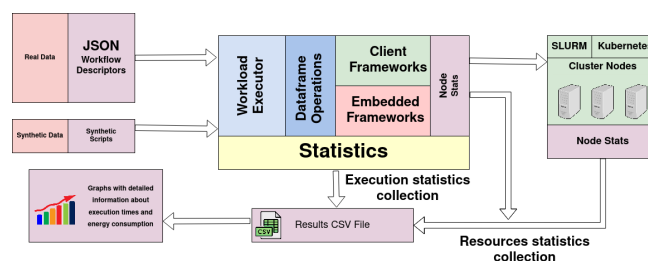 Real Data
JSON
Workflow
Descriptors
Synthetic Data
Synthetic
Scripts
Workload
Executor
Dataframe
Operations
Client
Frameworks
Embedded
Frameworks
Node
Stats
Statistics
SLURM
Kubernetes
Cluster Nodes
Node Stats
Execution statistics
collection
Graphs with detailed
information about
execution times and
energy consumption
CSV
Results CSV File
Resources statistics
collection